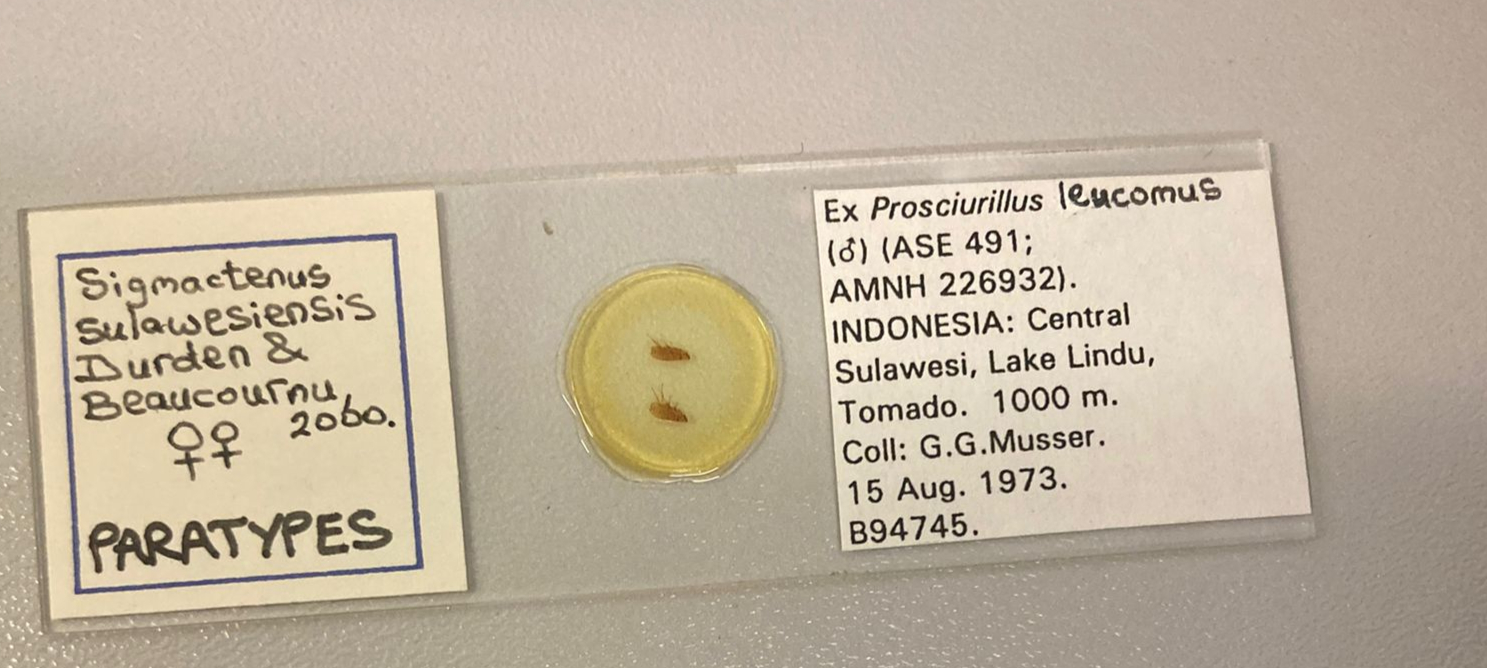 Sigmactenus
sulawesiensis
Durden &
Beaucournu,
2060.
♀♀
PARATYPES
Ex Prosciurillus leucomus
(♂) (ASE 491;
AMNH 226932).
INDONESIA: Central
Sulawesi, Lake Lindu,
Tomado. 1000 m.
Coll: G.G.Musser.
15 Aug. 1973.
B94745.